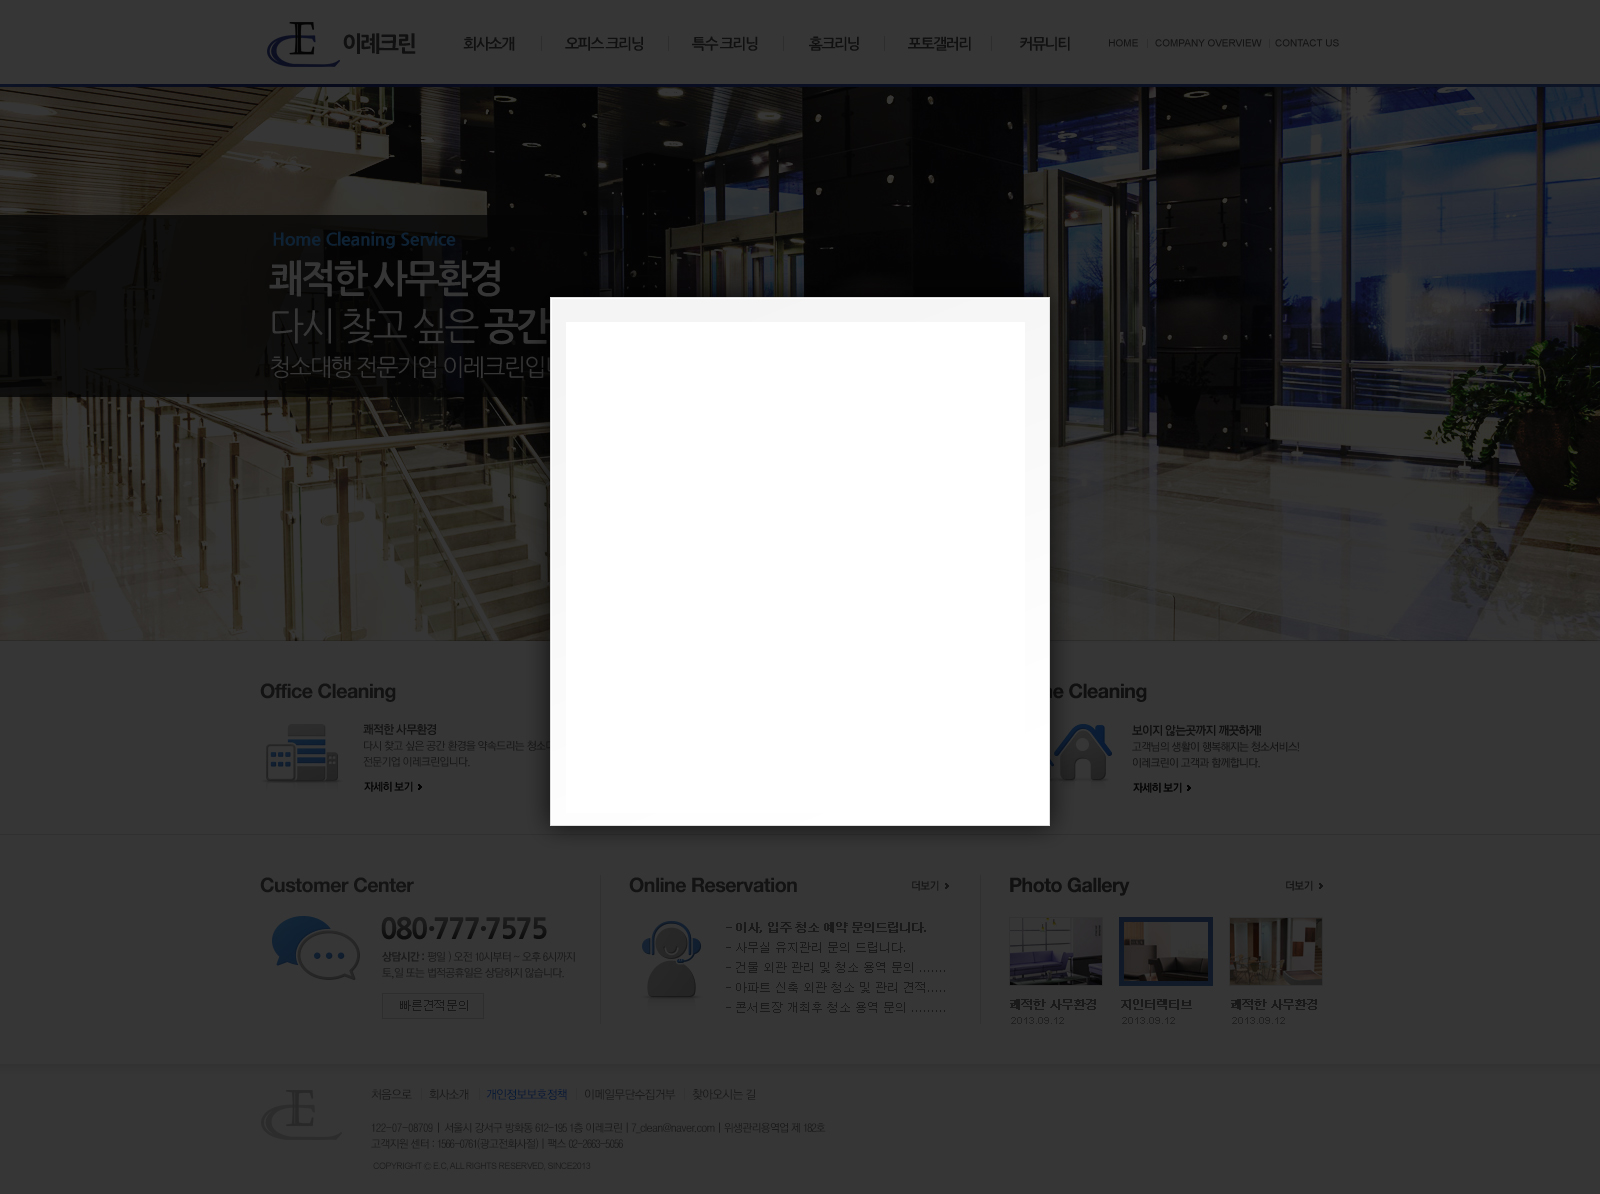 EC 이레크린
회사소개 오피스 크리닝 특수 크리닝 홈크리닝 포토갤러리 커뮤니티 HOME COMPANY OVERVIEW CONTACT US
Home Cleaning Service
쾌적한 사무환경
다시 찾고 싶은 공간
청소대행 전문기업 이레크린입
Office Cleaning
쾌적한 사무환경
다시 찾고 싶은 공간 환경을 약속드리는 청소
전문기업 이레크린입니다.
자세히 보기
e Cleaning
보이지 않는곳까지 깨끗하게!
고객님의 생활이 행복해지는 청소서비스!
이레크린이 고객과 함께합니다.
자세히 보기
Customer Center
080·777·7575
상담시간 : 평일 ) 오전 10시부터 - 오후 6시까지
토,일 또는 법적공휴일은 상담하지 않습니다.
빠른견적문의
Online Reservation 더보기
- 이사, 입주 청소 예약 문의드립니다.
- 사무실 유지관리 문의 드립니다.
- 건물 외관 관리 및 청소 용역 문의 .......
- 아파트 신축 외관 청소 및 관리 견적.....
- 콘서트장 개최후 청소 용역 문의 .........
Photo Gallery 더보기
쾌적한 사무환경 지인터랙티브 쾌적한 사무환경
2013.09.12 2013.09.12 2013.09.12
EC
처음으로 회사소개 개인정보보호정책 이메일무단수집거부 찾아오시는 길
122-07-08709 | 서울시 강서구 방화동 612-195 1층 이레크린 | 7_clean@naver.com | 위생관리용역업 제 182호
고객지원 센터 : 1566-0761(광고전화사절) | 팩스 02-2663-5056
COPYRIGHT © E.C, ALL RIGHTS RESERVED, SINCE2013